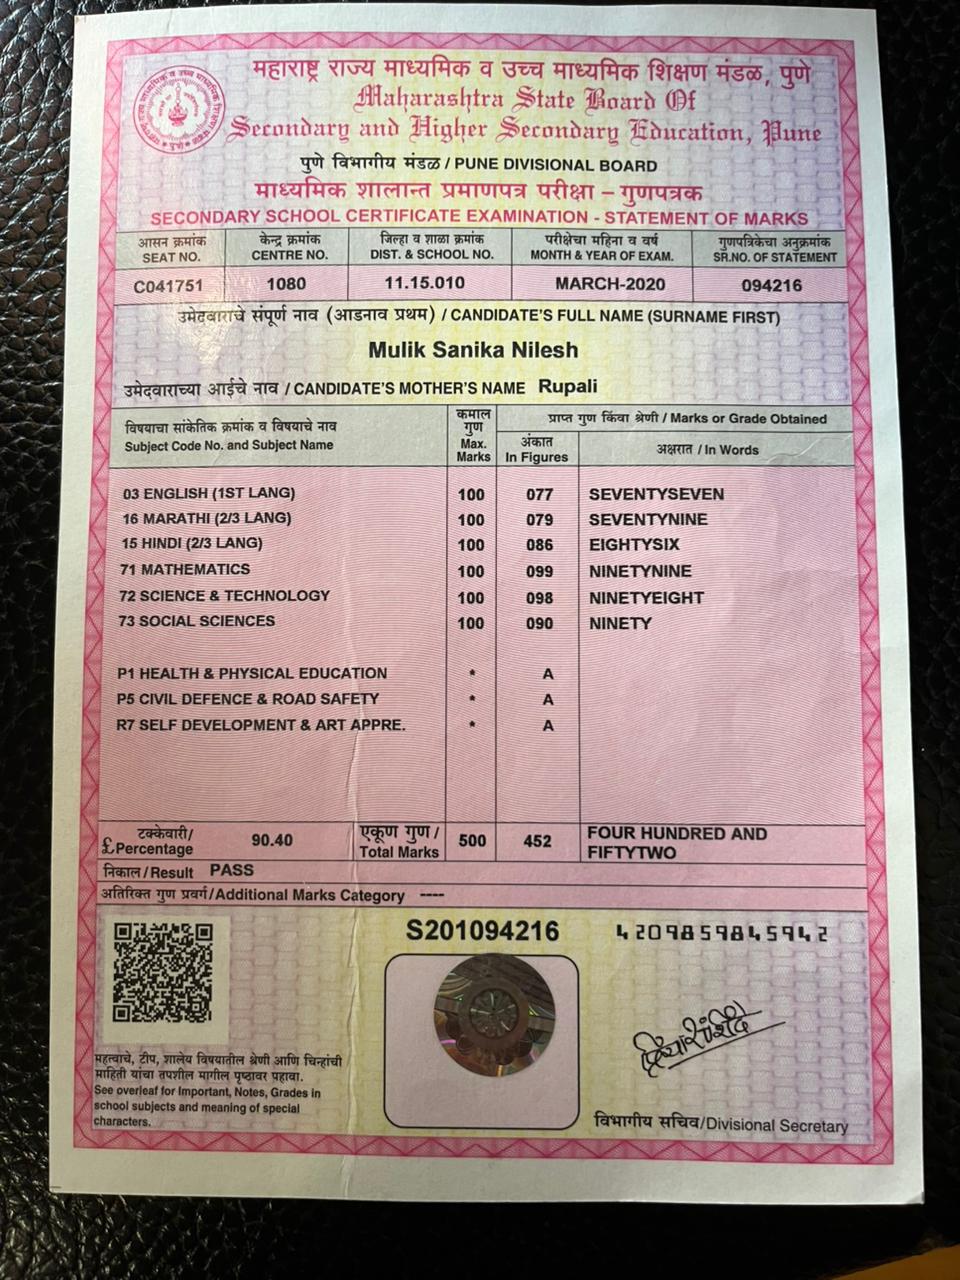 महाराष्ट्र राज्य माध्यमिक व उच्च माध्यमिक शिक्षण मंडळ, पुणे
Maharashtra State Board Of
Secondary and Higher Secondary Education, Pune
पुणे विभागीय मंडळ / PUNE DIVISIONAL BOARD
माध्यमिक शालान्त प्रमाणपत्र परीक्षा – गुणपत्रक
SECONDARY SCHOOL CERTIFICATE EXAMINATION - STATEMENT OF MARKS
आसन क्रमांक केन्द्र क्रमांक जिल्हा व शाळा क्रमांक परीक्षेचा महिना व वर्ष गुणपत्रिकेचा अनुक्रमांक
SEAT NO. CENTRE NO. DIST. & SCHOOL NO. MONTH & YEAR OF EXAM. SR.NO. OF STATEMENT
C041751 1080 11.15.010 MARCH-2020 094216
उमेदवाराचे संपूर्ण नाव (आडनाव प्रथम) / CANDIDATE'S FULL NAME (SURNAME FIRST)
Mulik Sanika Nilesh
उमेदवाराच्या आईचे नाव / CANDIDATE'S MOTHER'S NAME Rupali
विषयाचा सांकेतिक क्रमांक व विषयाचे नाव
Subject Code No. and Subject Name
कमाल
गुण
Max.
Marks
प्राप्त गुण किंवा श्रेणी / Marks or Grade Obtained
अंकात
In Figures
अक्षरात / In Words
03 ENGLISH (1ST LANG) 100 077 SEVENTYSEVEN
16 MARATHI (2/3 LANG) 100 079 SEVENTYNINE
15 HINDI (2/3 LANG) 100 086 EIGHTYSIX
71 MATHEMATICS 100 099 NINETYNINE
72 SCIENCE & TECHNOLOGY 100 098 NINETYEIGHT
73 SOCIAL SCIENCES 100 090 NINETY
P1 HEALTH & PHYSICAL EDUCATION * A
P5 CIVIL DEFENCE & ROAD SAFETY * A
R7 SELF DEVELOPMENT & ART APPRE. * A
टक्केवारी/
£Percentage
90.40
एकूण गुण /
Total Marks
500 452
FOUR HUNDRED AND
FIFTYTWO
निकाल/Result PASS
अतिरिक्त गुण प्रवर्ग/Additional Marks Category ----
S201094216 4209859845942
महत्वाचे, टीप, शालेय विषयातील श्रेणी आणि चिन्हांची
माहिती यांचा तपशील मागील पृष्ठावर पहावा.
See overleaf for Important, Notes, Grades in
school subjects and meaning of special
characters.
विभागीय सचिव/Divisional Secretary